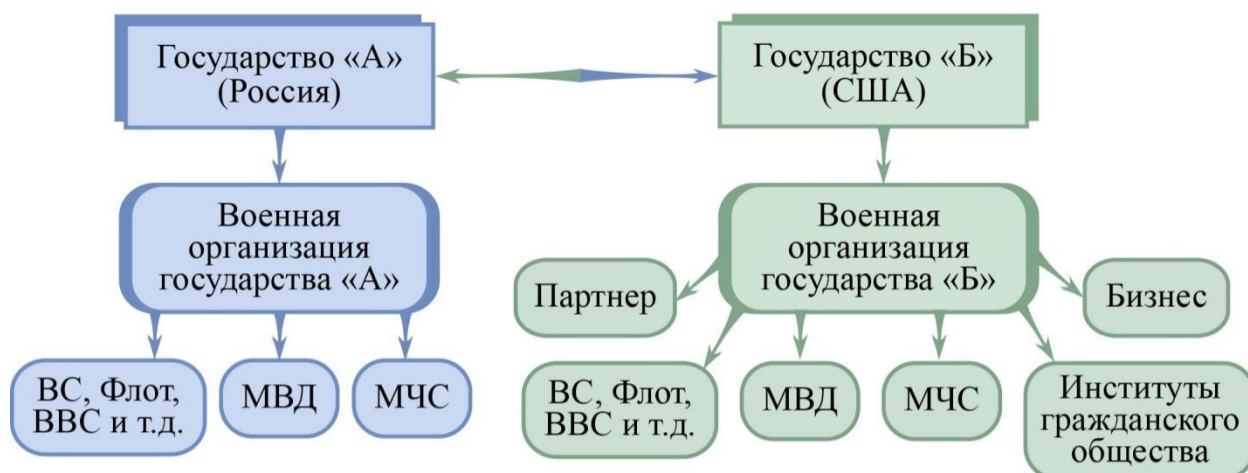 Государство «А»
(Россия)
Государство «Б»
(США)
Военная
организация
государства «А»
Военная
организация
государства «Б»
Партнер
Бизнес
ВС, Флот,
ВВС и т.д.
МВД
МЧС
ВС, Флот,
ВВС и т.д.
МВД
МЧС
Институты
гражданского
общества